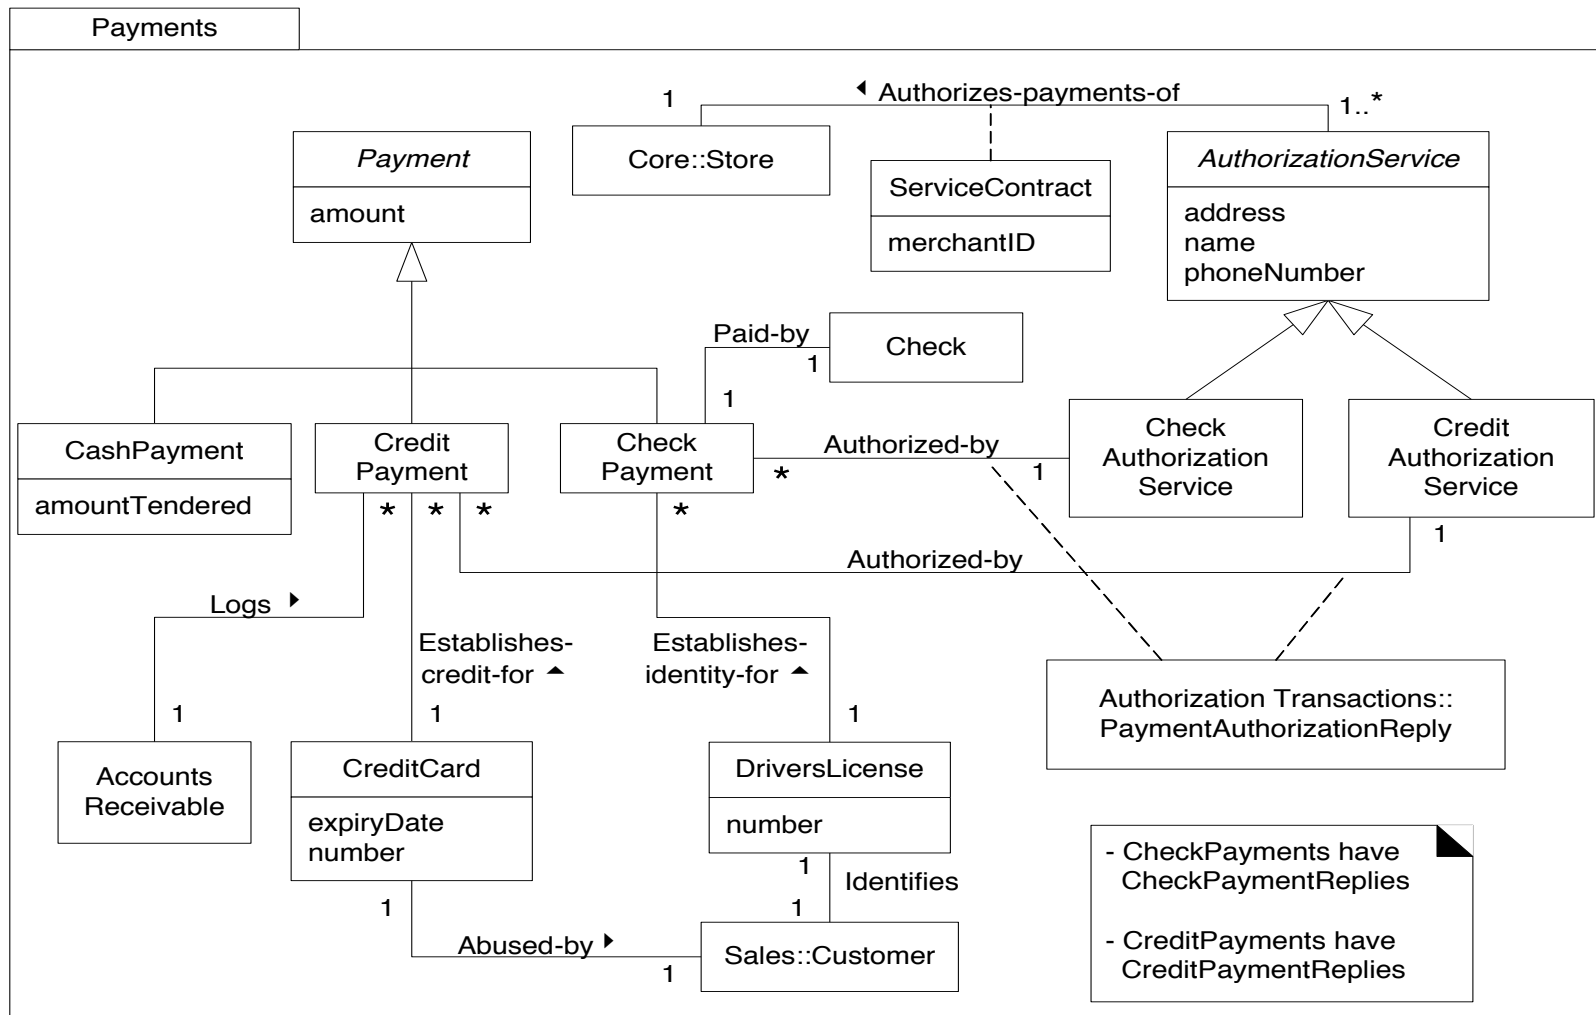 Payments
1
Authorizes-payments-of
1..*
Payment
amount
Core::Store
ServiceContract
merchantID
AuthorizationService
address
name
phoneNumber
Paid-by
1
Check
1
CashPayment
amountTendered
Credit
Payment
Check
Payment
Authorized-by
*
1
Check
Authorization
Service
Credit
Authorization
Service
* * *
*
1
Authorized-by
Logs
Establishes-
credit-for
Establishes-
identity-for
1
1
1
Authorization Transactions::
PaymentAuthorizationReply
Accounts
Receivable
CreditCard
expiryDate
number
DriversLicense
number
1
Identifies
1
1
Abused-by
1
Sales::Customer
- CheckPayments have
CheckPaymentReplies
- CreditPayments have
CreditPaymentReplies